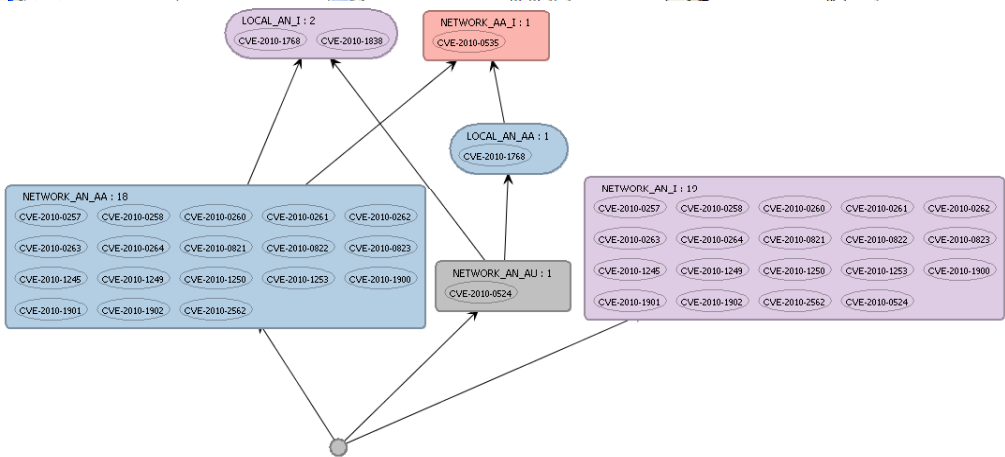 LOCAL_AN_I : 2
CVE-2010-1768 CVE-2010-1838
NETWORK_AA_I : 1
CVE-2010-0535
LOCAL_AN_AA : 1
CVE-2010-1768
NETWORK_AN_AA : 18
CVE-2010-0257 CVE-2010-0258 CVE-2010-0260 CVE-2010-0261 CVE-2010-0262
CVE-2010-0263 CVE-2010-0264 CVE-2010-0821 CVE-2010-0822 CVE-2010-0823
CVE-2010-1245 CVE-2010-1249 CVE-2010-1250 CVE-2010-1253 CVE-2010-1900
CVE-2010-1901 CVE-2010-1902 CVE-2010-2562
NETWORK_AN_AU : 1
CVE-2010-0524
NETWORK_AN_I : 19
CVE-2010-0257 CVE-2010-0258 CVE-2010-0260 CVE-2010-0261 CVE-2010-0262
CVE-2010-0263 CVE-2010-0264 CVE-2010-0821 CVE-2010-0822 CVE-2010-0823
CVE-2010-1245 CVE-2010-1249 CVE-2010-1250 CVE-2010-1253 CVE-2010-1900
CVE-2010-1901 CVE-2010-1902 CVE-2010-2562 CVE-2010-0524